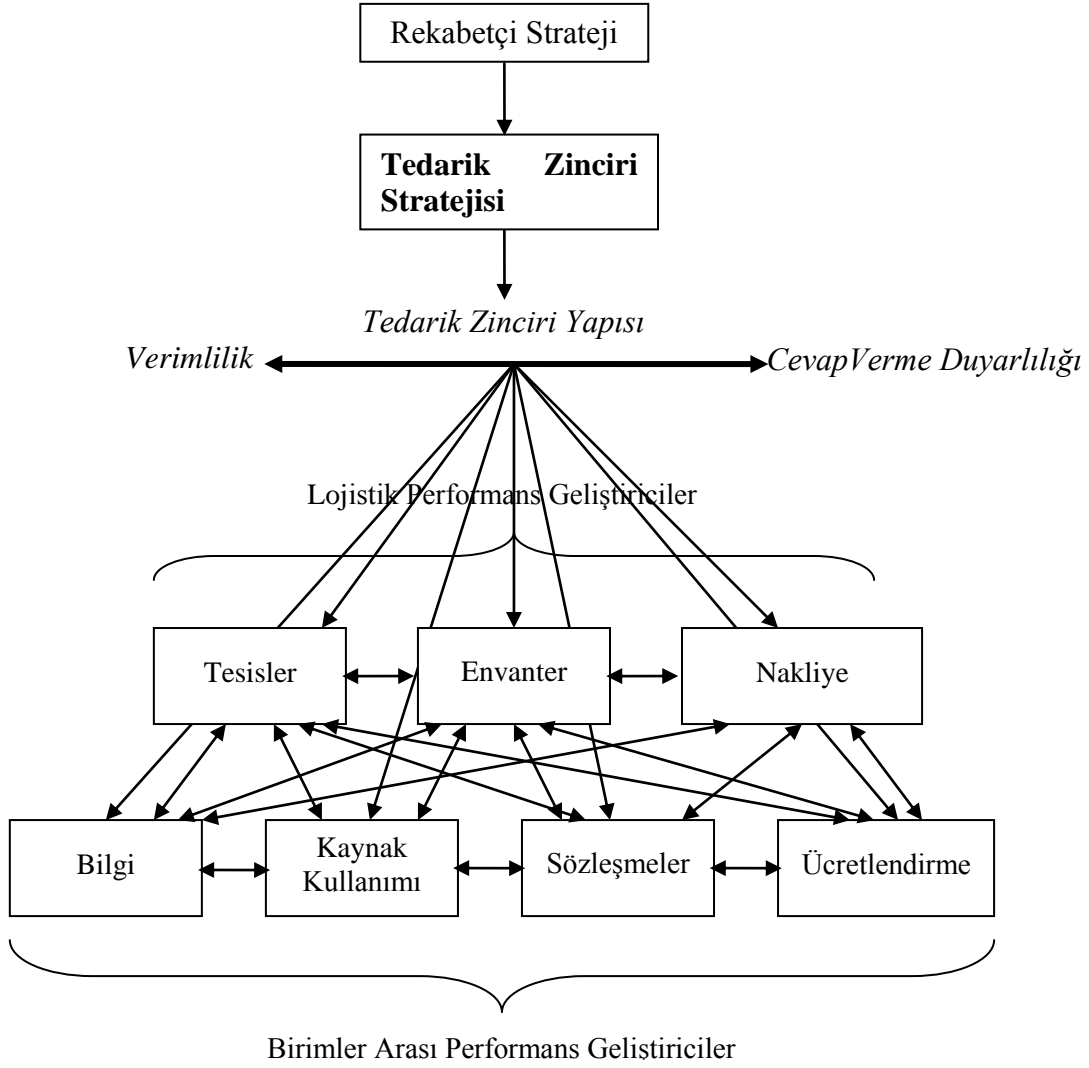 Rekabetçi Strateji
Tedarik Zinciri
Stratejisi
Tedarik Zinciri Yapısı
Verimlilik
CevapVerme Duyarlılığı
Lojistik Performans Geliştiriciler
Tesisler
Envanter
Nakliye
Bilgi
Kaynak
Kullanımı
Sözleşmeler
Ücretlendirme
Birimler Arası Performans Geliştiriciler